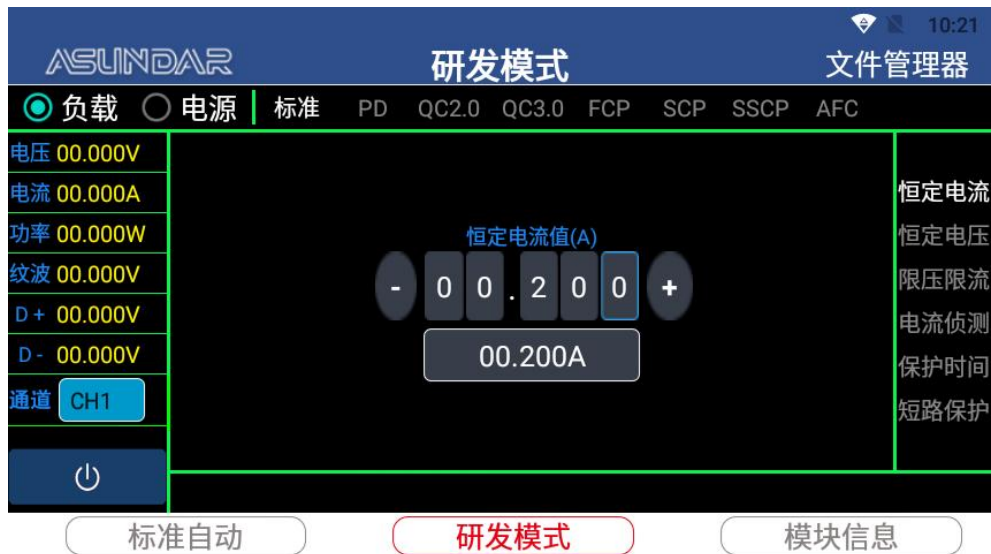 10:21
ASUNDAR 研发模式 文件管理器
负载 电源 标准 PD QC2.0 QC3.0 FCP SCP SSCP AFC
电压 00.000V
电流 00.000A
功率 00.000W
纹波 00.000V
D+ 00.000V
D- 00.000V
通道 CH1
恒定电流值(A)
- 0 0 . 2 0 0 +
00.200A
恒定电流
恒定电压
限压限流
电流侦测
保护时间
短路保护
标准自动 研发模式 模块信息